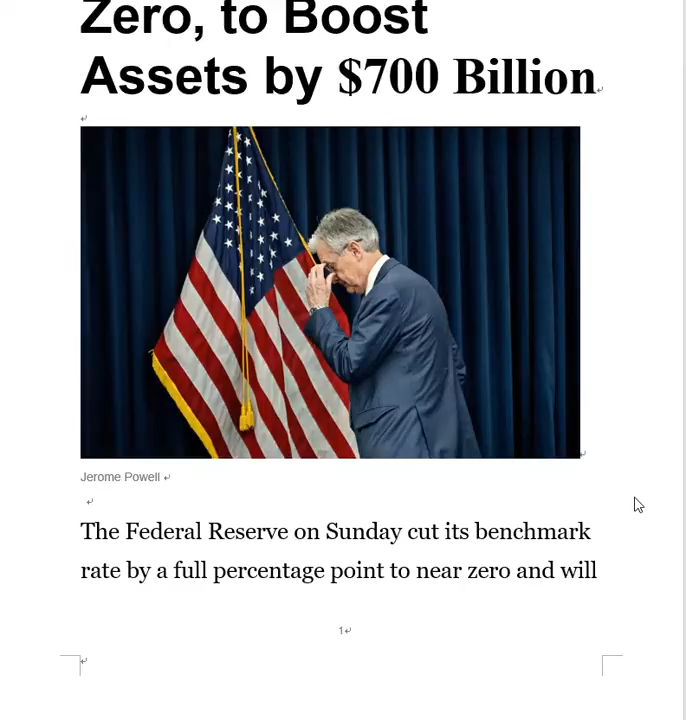 Zero, to Boost
Assets by $700 Billion
Jerome Powell
The Federal Reserve on Sunday cut its benchmark
rate by a full percentage point to near zero and will
1